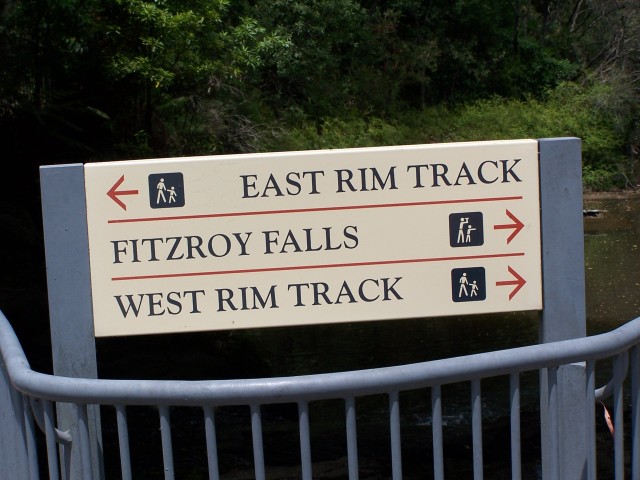 EAST RIM TRACK
FITZROY FALLS
WEST RIM TRACK